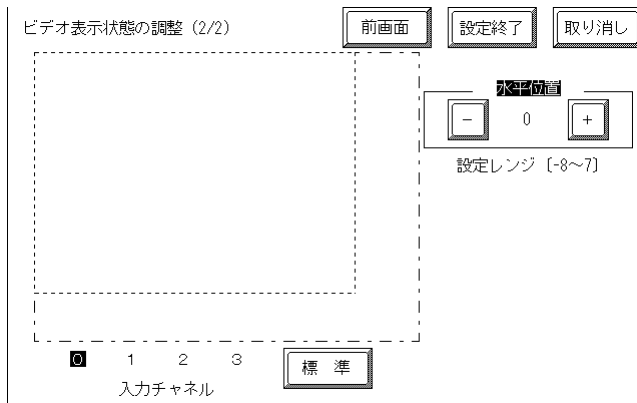 ビデオ表示状態の調整 (2/2)
前画面
設定終了
取り消し
水平位置
- 0 +
設定レンジ [-8～7]
0 1 2 3
標 準
入力チャネル